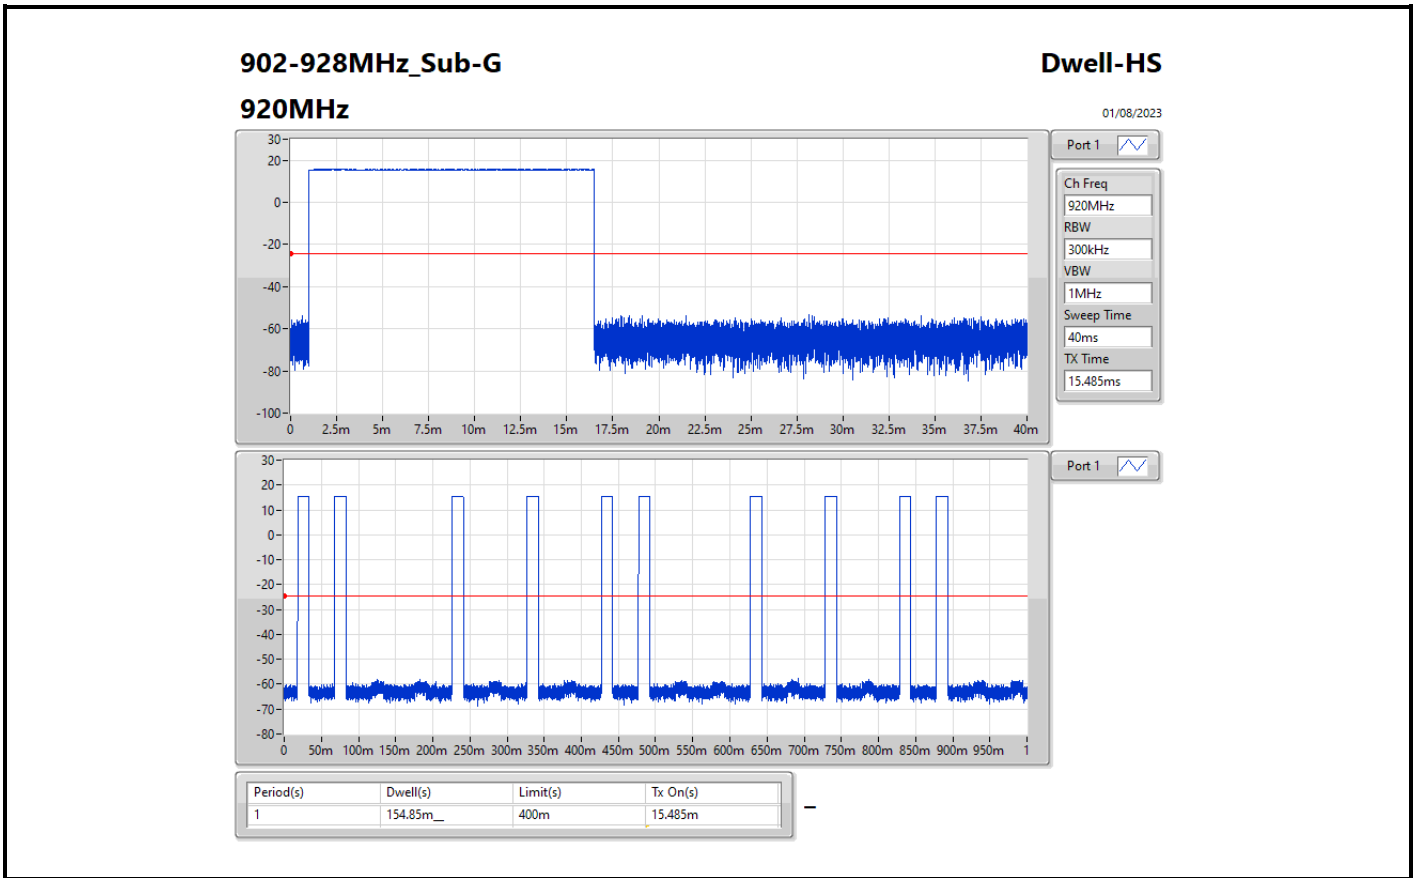 902-928MHz_Sub-G
Dwell-HS
920MHz
01/08/2023
30
20
0
-20
-40
-60
-80
-100
0 2.5m 5m 7.5m 10m 12.5m 15m 17.5m 20m 22.5m 25m 27.5m 30m 32.5m 35m 37.5m 40m
Port 1
Ch Freq
920MHz
RBW
300kHz
VBW
1MHz
Sweep Time
40ms
TX Time
15.485ms
30
20
10
0
-10
-20
-30
-40
-50
-60
-70
-80
0 50m 100m 150m 200m 250m 300m 350m 400m 450m 500m 550m 600m 650m 700m 750m 800m 850m 900m 950m 1
Port 1
Period(s) Dwell(s) Limit(s) Tx On(s)
1 154.85m__ 400m 15.485m
_